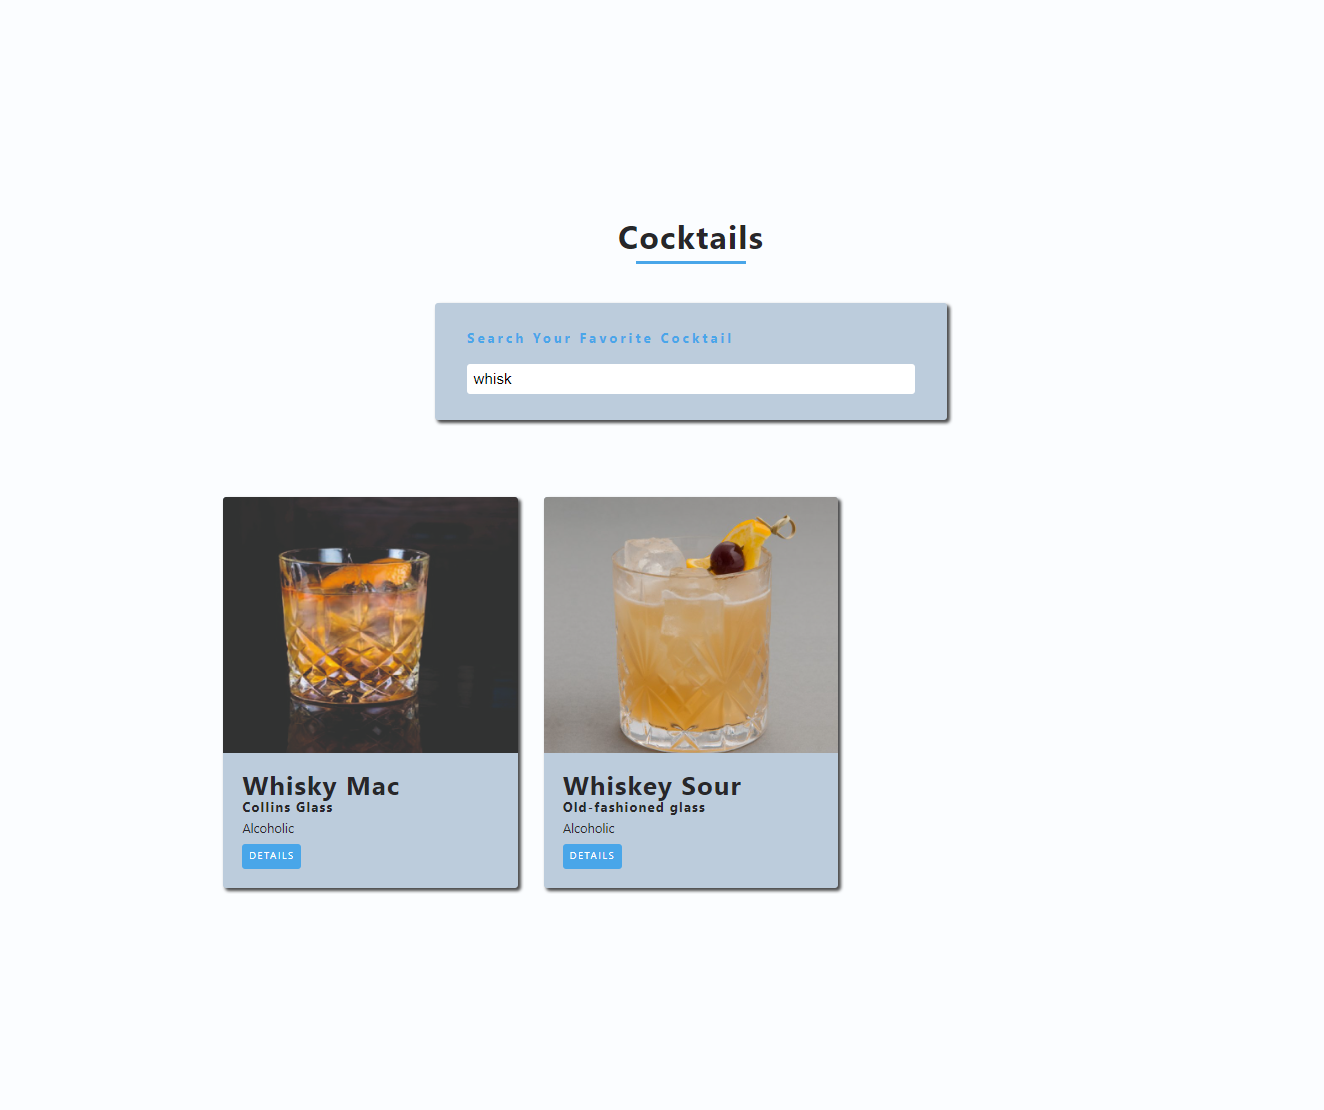 Cocktails
Search Your Favorite Cocktail
whisk
Whisky Mac
Collins Glass
Alcoholic
DETAILS
Whiskey Sour
Old-fashioned glass
Alcoholic
DETAILS